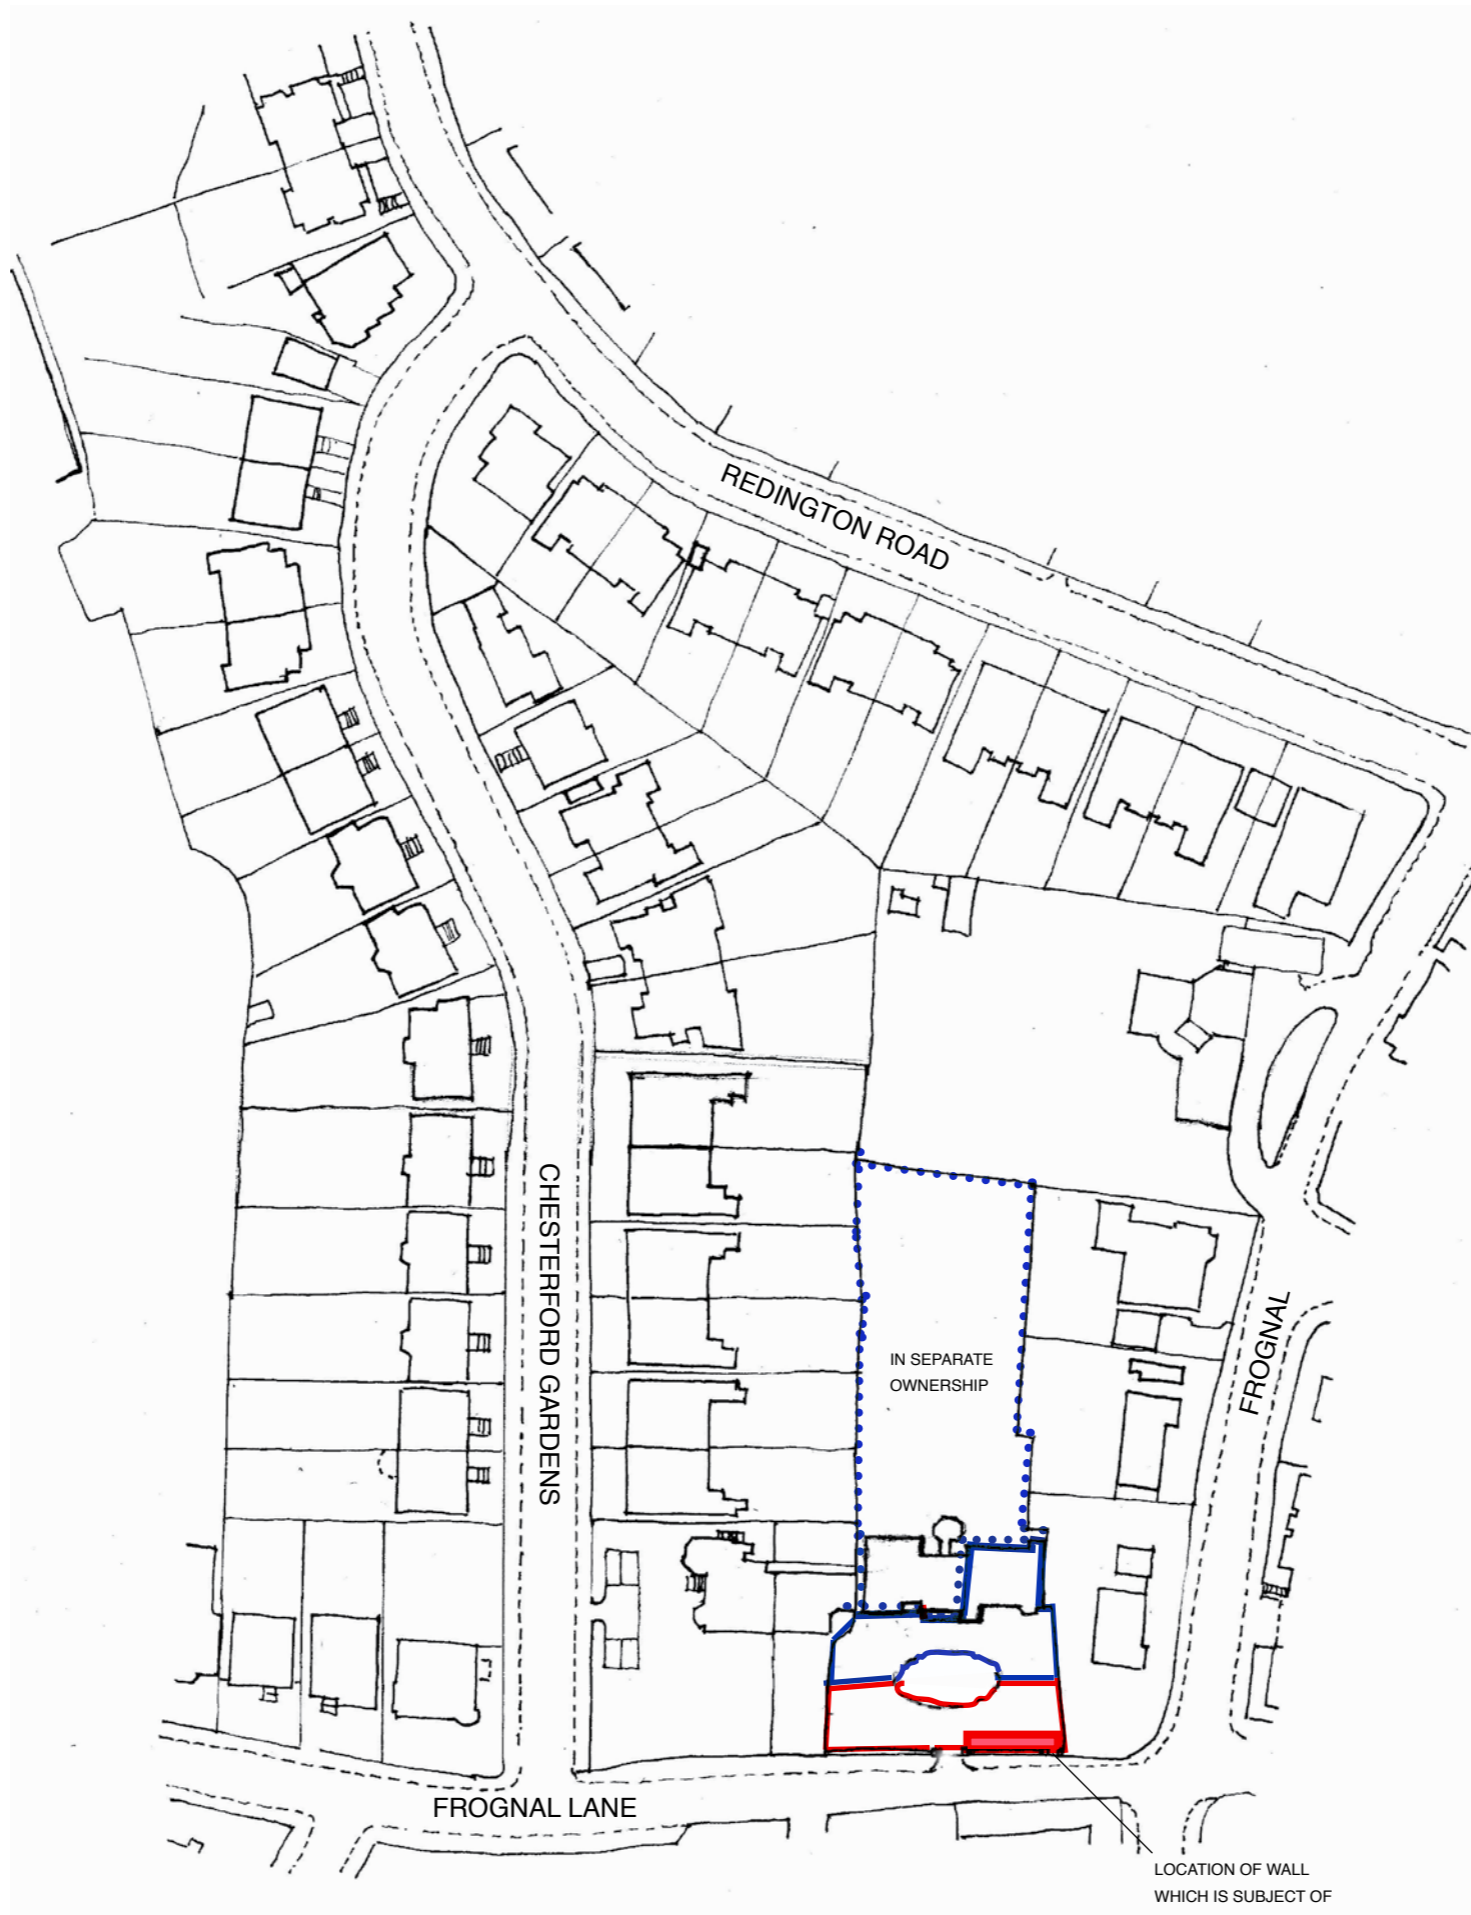 REDINGTON ROAD
CHESTERFORD GARDENS
IN SEPARATE
OWNERSHIP
FROGNAL
FROGNAL LANE
LOCATION OF WALL
WHICH IS SUBJECT OF